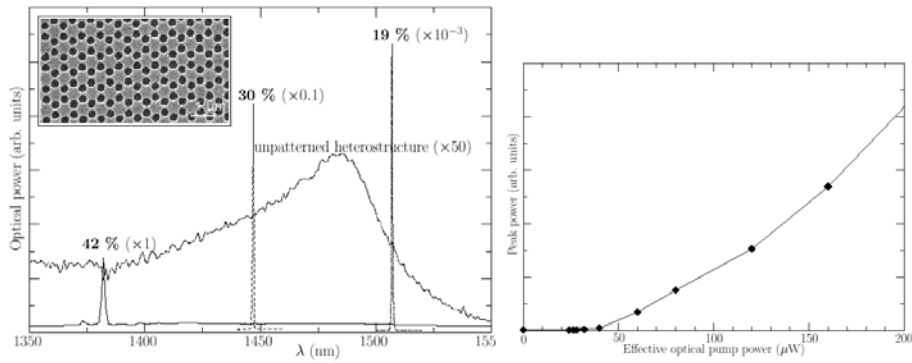 19 % (×10⁻³)
30 % (×0.1)
unpatterned heterostructure (×50)
42 % (×1)
Optical power (arb. units)
1350 1400 1450 1500 155
λ (nm)
Peak power (arb. units)
0 50 100 150 200
Effective optical pump power (μW)